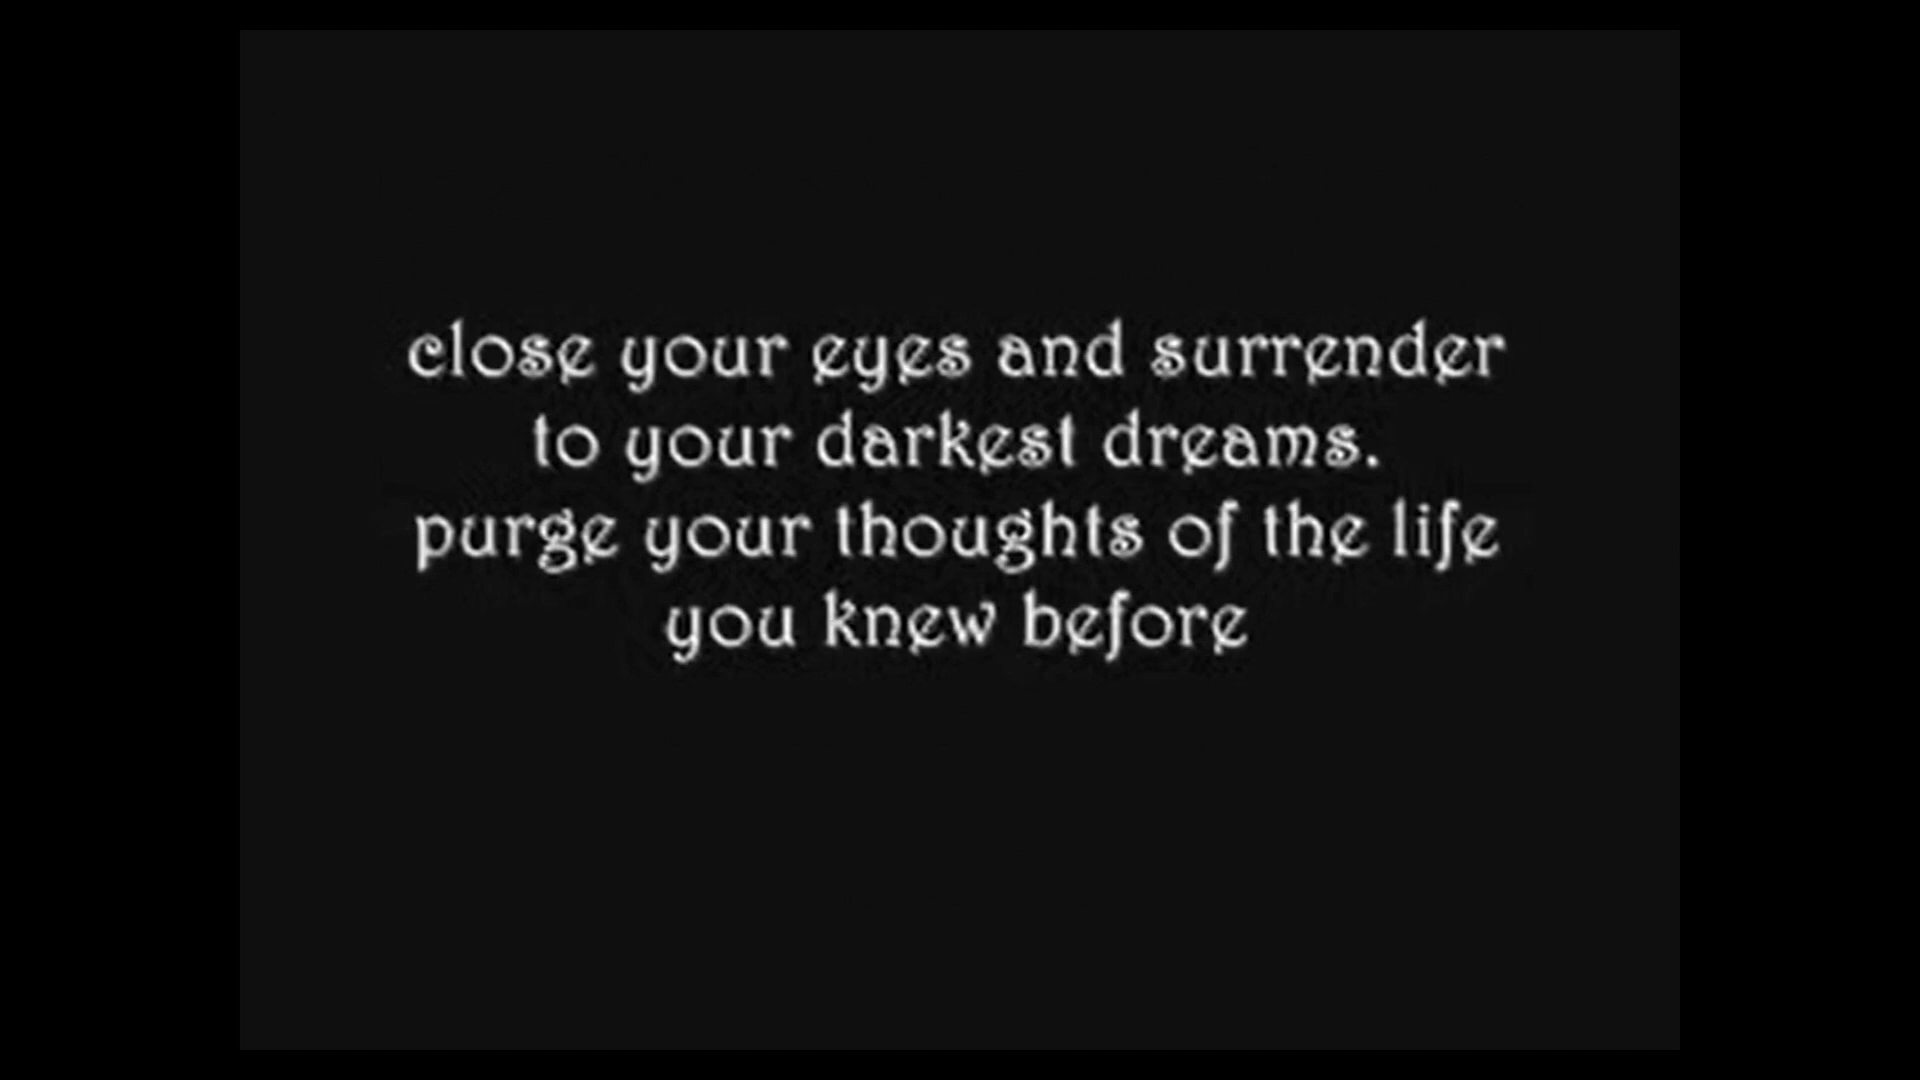 close your eyes and surrender
to your darkest dreams.
purge your thoughts of the life
you knew before